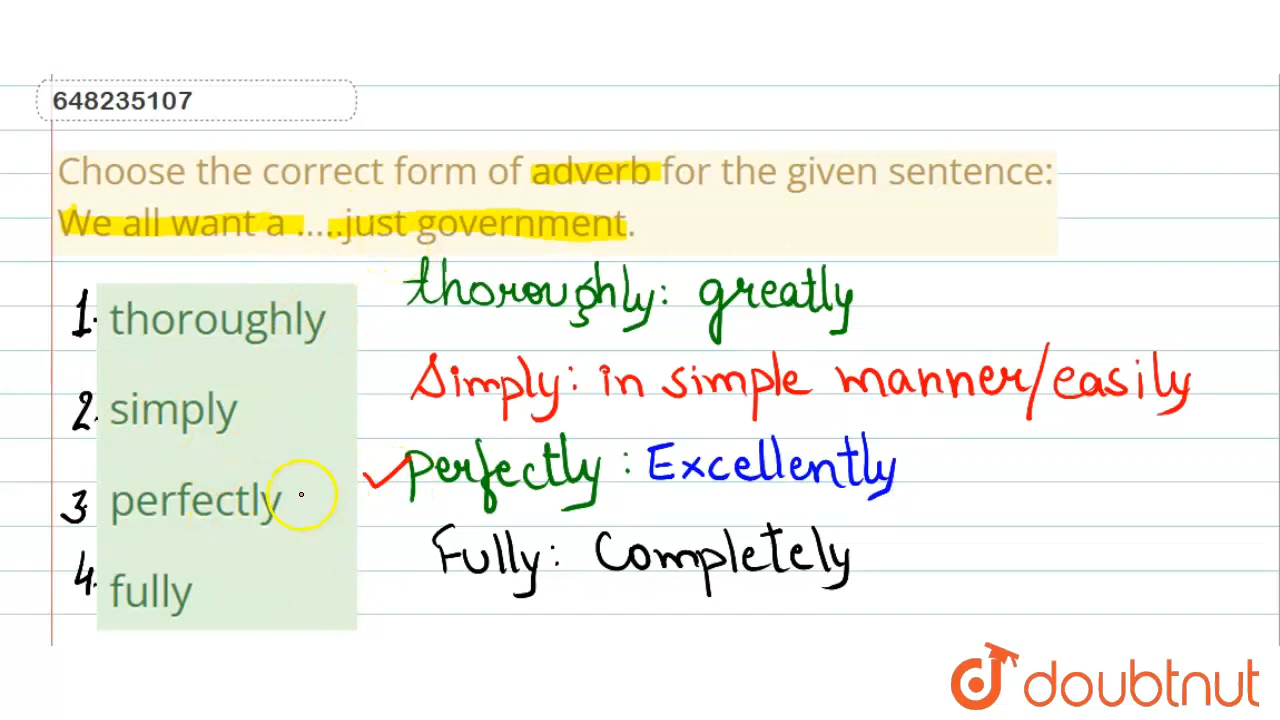 648235107
Choose the correct form of adverb for the given sentence:
We all want a .....just government.
1. thoroughly
thoroughly: greatly
2. simply
Simply: in simple manner/easily
3 perfectly
perfectly: Excellently
4. fully
Fully: Completely
doubtnut